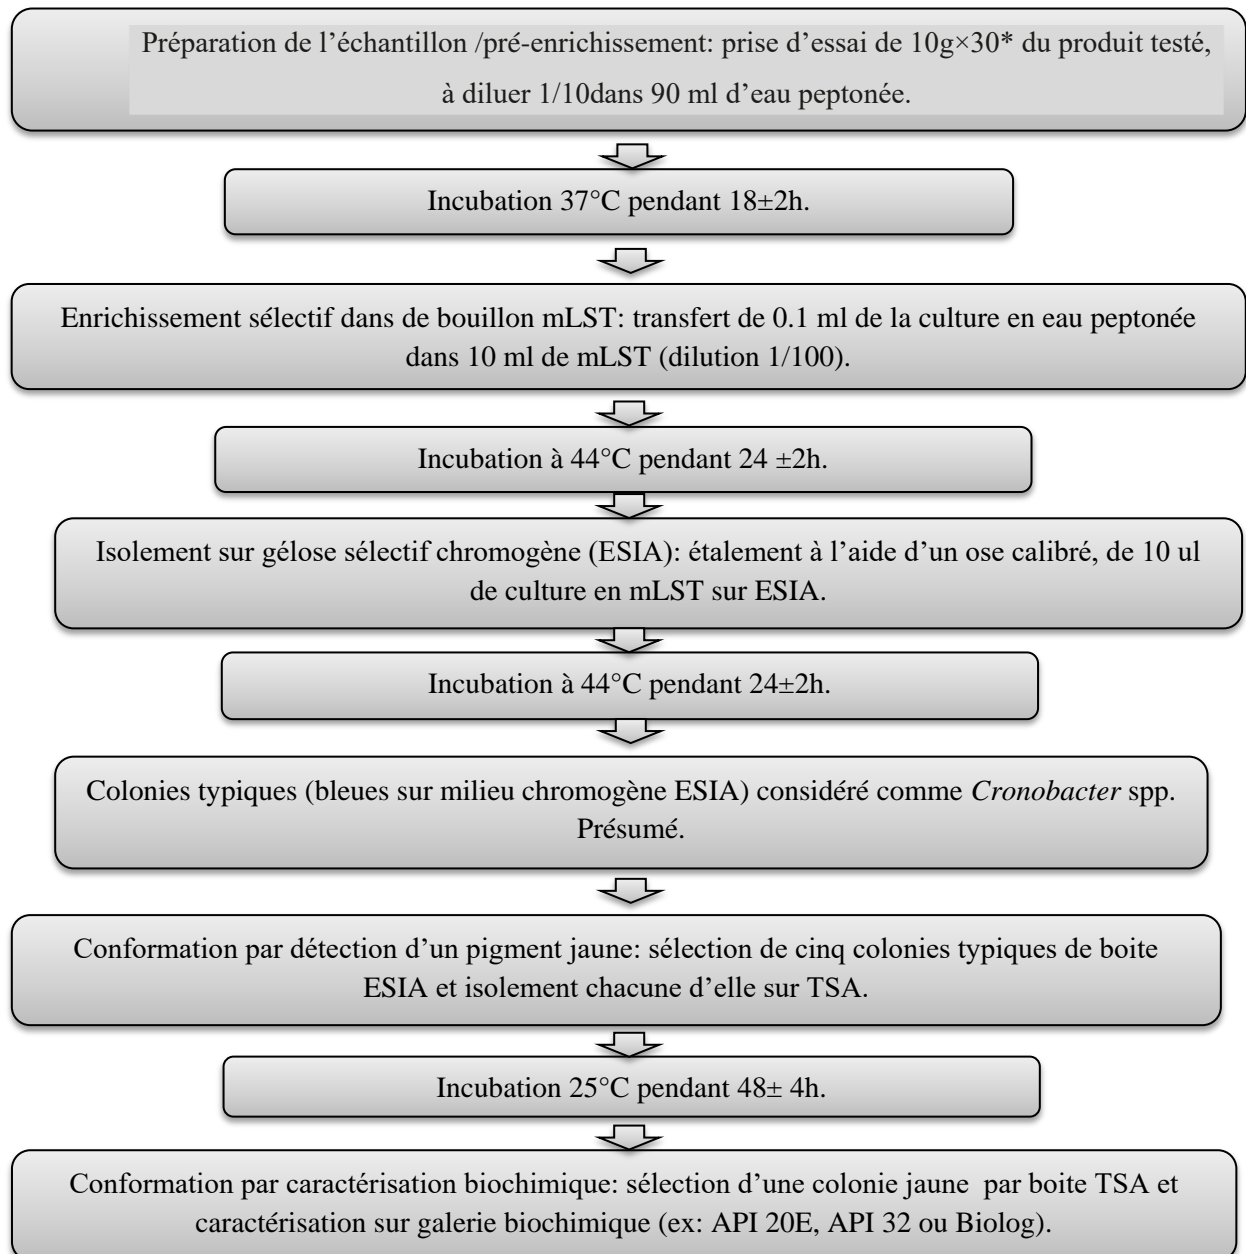 Préparation de l’échantillon /pré-enrichissement: prise d’essai de 10g×30* du produit testé,
à diluer 1/10dans 90 ml d’eau peptonée.
Incubation 37°C pendant 18±2h.
Enrichissement sélectif dans de bouillon mLST: transfert de 0.1 ml de la culture en eau peptonée
dans 10 ml de mLST (dilution 1/100).
Incubation à 44°C pendant 24 ±2h.
Isolement sur gélose sélectif chromogène (ESIA): étalement à l’aide d’un ose calibré, de 10 ul
de culture en mLST sur ESIA.
Incubation à 44°C pendant 24±2h.
Colonies typiques (bleues sur milieu chromogène ESIA) considéré comme Cronobacter spp.
Présumé.
Conformation par détection d’un pigment jaune: sélection de cinq colonies typiques de boite
ESIA et isolement chacune d’elle sur TSA.
Incubation 25°C pendant 48± 4h.
Conformation par caractérisation biochimique: sélection d’une colonie jaune par boite TSA et
caractérisation sur galerie biochimique (ex: API 20E, API 32 ou Biolog).